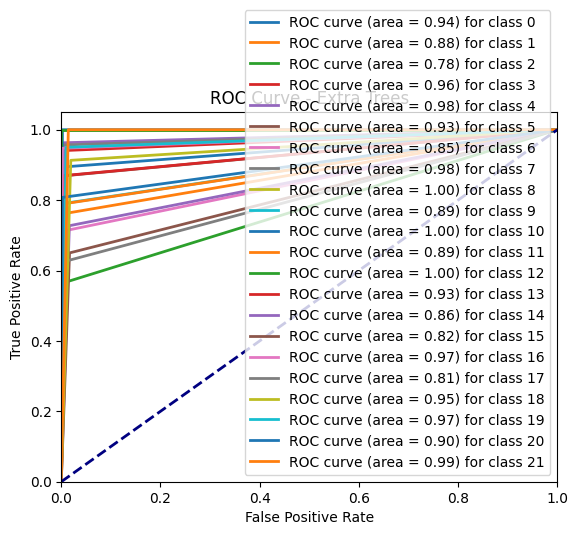 ROC Curve - Extra Trees
ROC curve (area = 0.94) for class 0
ROC curve (area = 0.88) for class 1
ROC curve (area = 0.78) for class 2
ROC curve (area = 0.96) for class 3
ROC curve (area = 0.98) for class 4
ROC curve (area = 0.93) for class 5
ROC curve (area = 0.85) for class 6
ROC curve (area = 0.98) for class 7
ROC curve (area = 1.00) for class 8
ROC curve (area = 0.89) for class 9
ROC curve (area = 1.00) for class 10
ROC curve (area = 0.89) for class 11
ROC curve (area = 1.00) for class 12
ROC curve (area = 0.93) for class 13
ROC curve (area = 0.86) for class 14
ROC curve (area = 0.82) for class 15
ROC curve (area = 0.97) for class 16
ROC curve (area = 0.81) for class 17
ROC curve (area = 0.95) for class 18
ROC curve (area = 0.97) for class 19
ROC curve (area = 0.90) for class 20
ROC curve (area = 0.99) for class 21
True Positive Rate
1.0
0.8
0.6
0.4
0.2
0.0
0.0 0.2 0.4 0.6 0.8 1.0
False Positive Rate